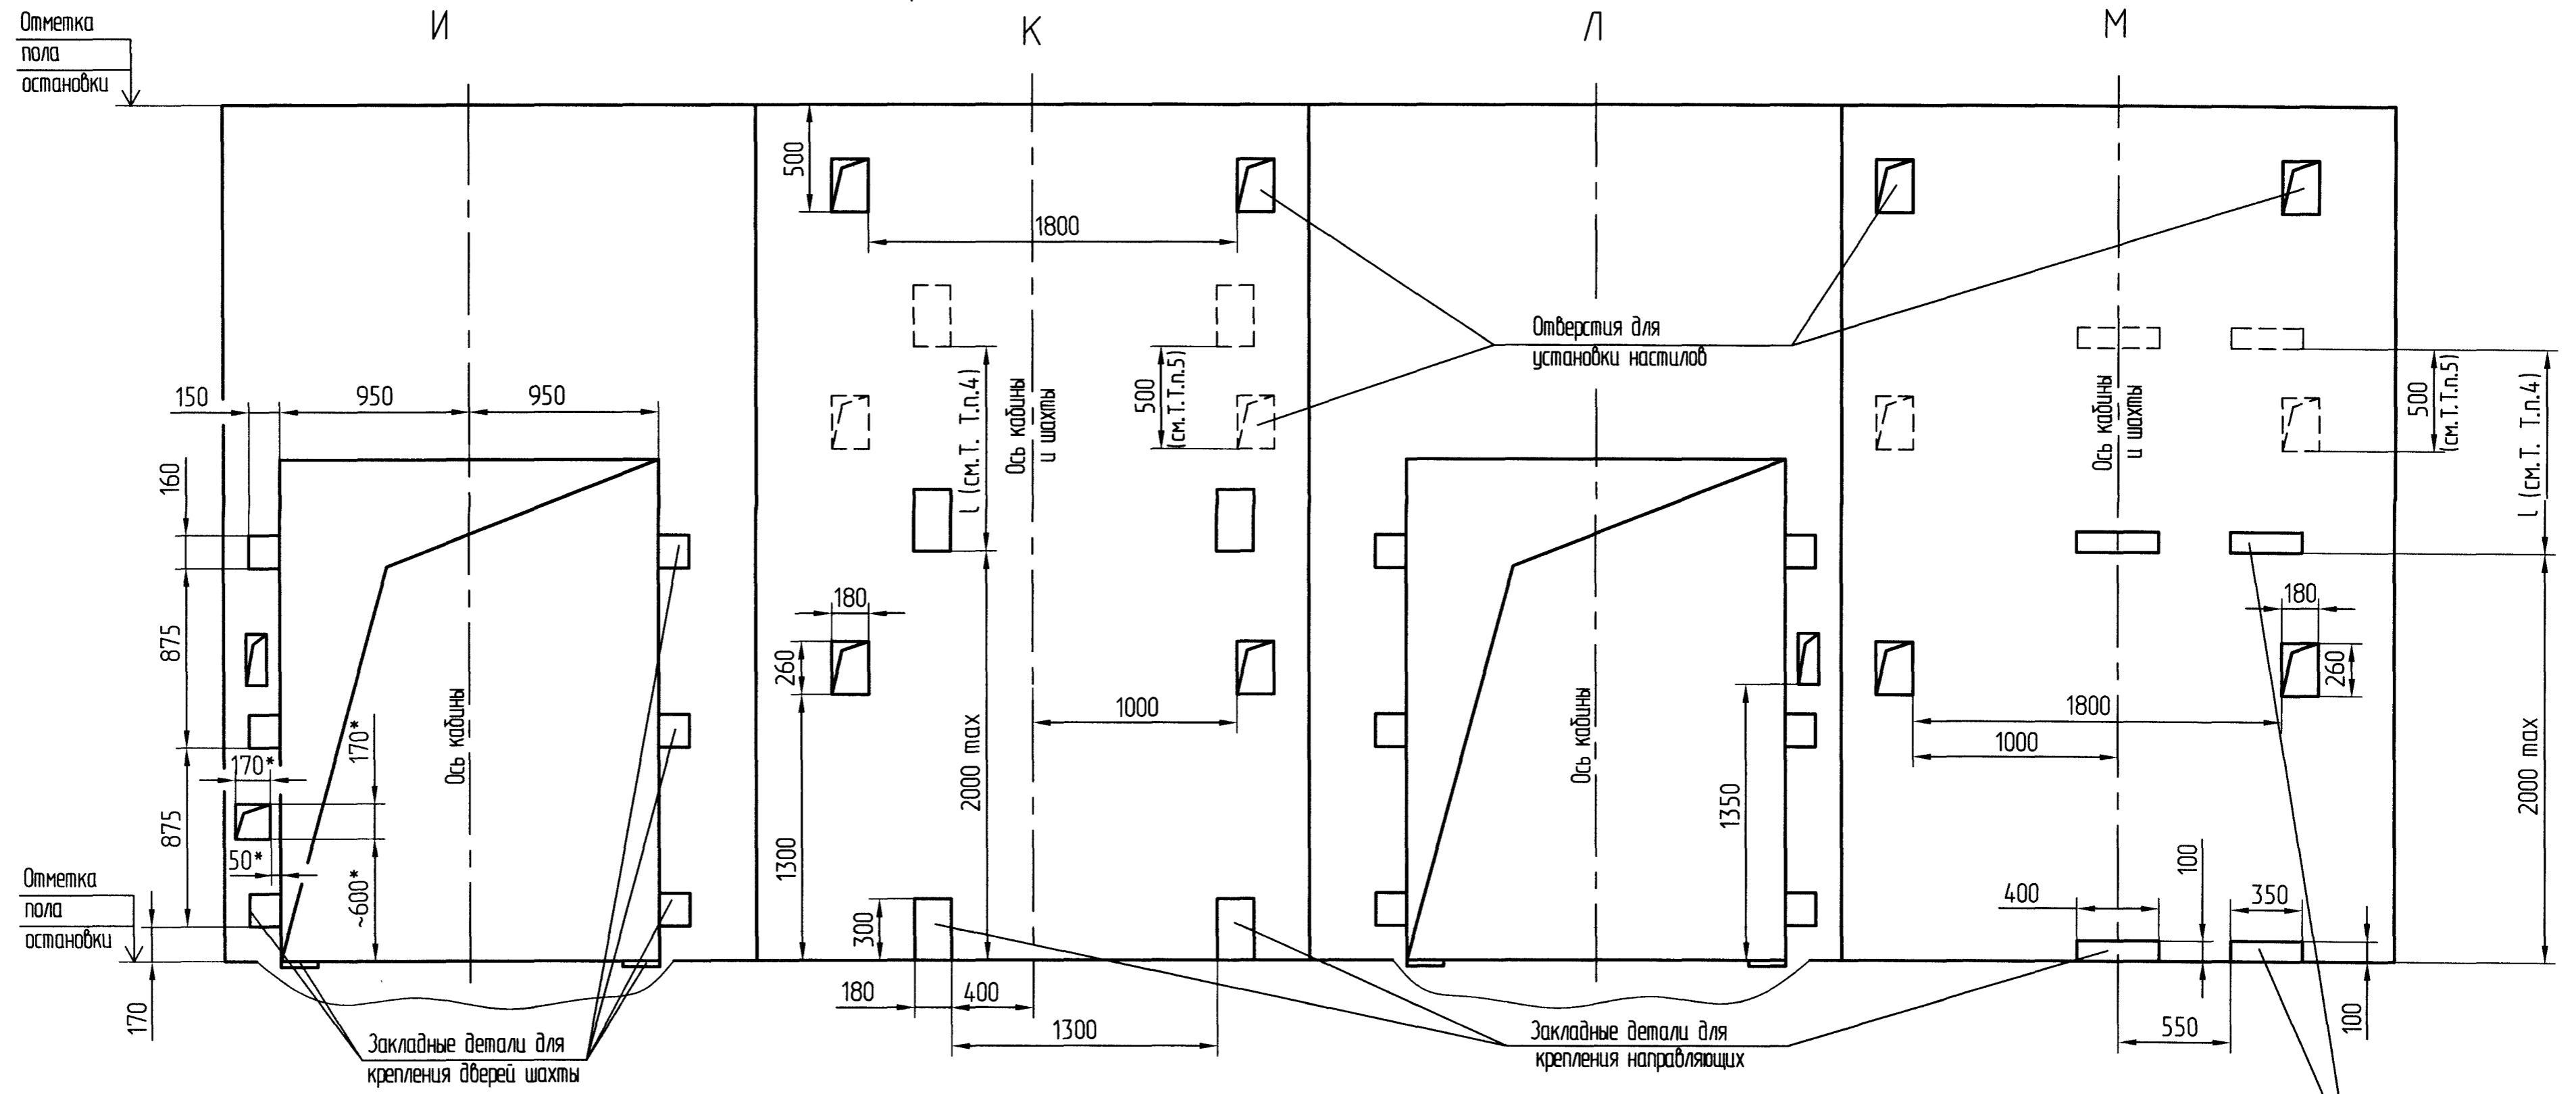 И
К
Л
М
Отметка
пола
остановки
500
1800
Отверстия для
установки настилов
150
950
950
160
875
875
170*
170*
50*
~600*
Ось кабины
Отметка
пола
остановки
170
Закладные детали для
крепления дверей шахты
l (см. Т. Т.п.4)
Ось кабины
и шахты
500
(см.Т.Т.п.5)
180
260
1300
2000 max
1000
300
180
400
1300
Ось кабины
1350
Закладные детали для
крепления направляющих
Ось кабины
и шахты
500
(см.Т.Т.п.5)
l (см.Т. Т.п.4)
180
260
1800
1000
2000 max
400
100
350
100
550